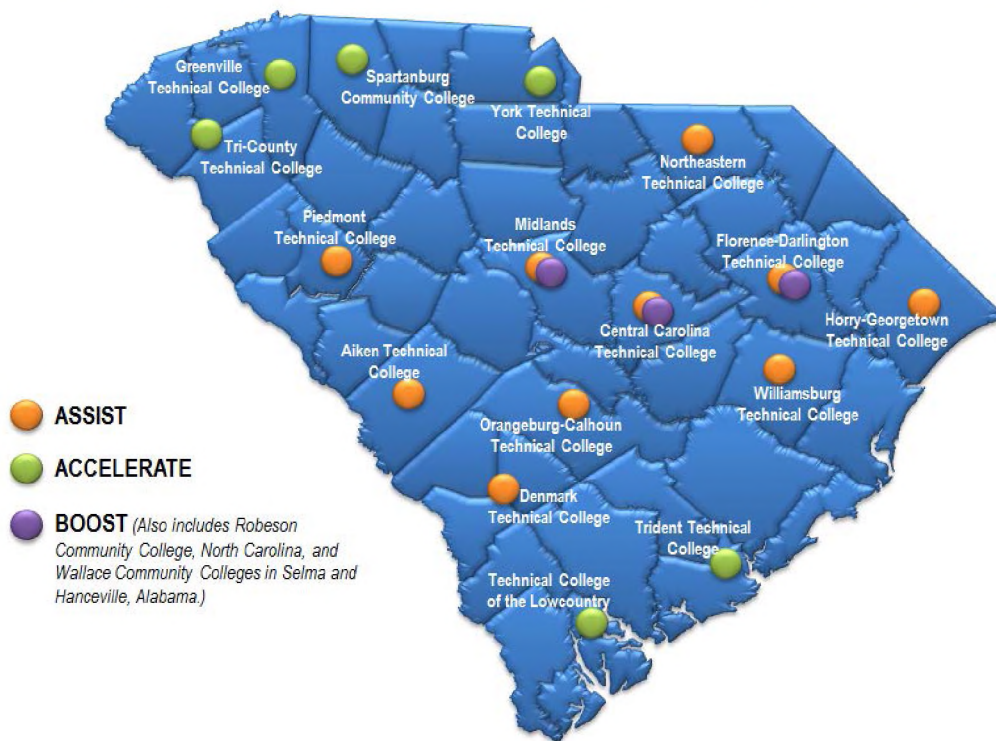 Greenville
Technical College
Spartanburg
Community College
York Technical
College
Tri-County
Technical College
Northeastern
Technical College
Piedmont
Technical College
Midlands
Technical College
Florence-Darlington
Technical College
Central Carolina
Technical College
Horry-Georgetown
Technical College
Aiken Technical
College
Williamsburg
Technical College
Orangeburg-Calhoun
Technical College
Denmark
Technical College
Trident Technical
College
Technical College
of the Lowcountry
ASSIST
ACCELERATE
BOOST (Also includes Robeson
Community College, North Carolina, and
Wallace Community Colleges in Selma and
Hanceville, Alabama.)